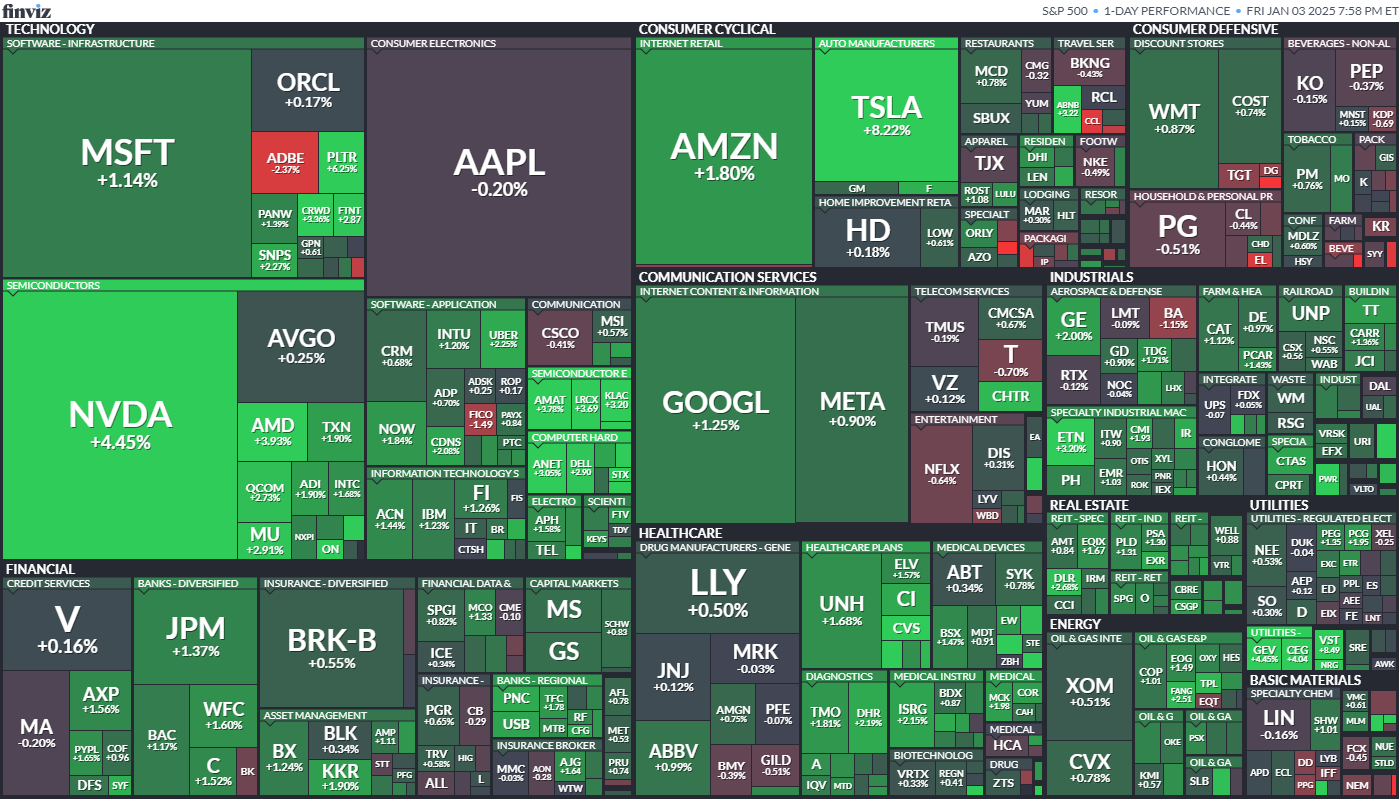 finviz
S&P 500 • 1-DAY PERFORMANCE • FRI JAN 03 2025 7:58 PM ET
TECHNOLOGY
SOFTWARE - INFRASTRUCTURE
MSFT
+1.14%
ORCL
+0.17%
ADBE
-2.37%
PLTR
+6.25%
PANW
+1.39%
CRWD
+3.36%
FTNT
+2.87
SNPS
+2.27%
GPN
+0.61
CONSUMER ELECTRONICS
AAPL
-0.20%
SEMICONDUCTORS
NVDA
+4.45%
AVGO
+0.25%
AMD
+3.93%
TXN
+1.90%
QCOM
+2.73%
ADI
+1.90%
INTC
+1.68%
MU
+2.91%
NXPI
ON
SOFTWARE - APPLICATION
CRM
+0.68%
INTU
+1.20%
UBER
+2.25%
NOW
+1.84%
ADP
+0.70%
ADSK
+0.25
ROP
+0.17
FICO
-1.49
PAYX
+0.84
CDNS
+2.08%
PTC
COMMUNICATION
CSCO
-0.41%
MSI
+0.57%
SEMICONDUCTOR E
AMAT
+3.78%
LRCX
+3.69
KLAC
+3.20
COMPUTER HARD
ANET
+3.05%
DELL
+2.90
STX
INFORMATION TECHNOLOGY S
ACN
+1.44%
IBM
+1.23%
FI
+1.26%
FIS
IT
BR
CTSH
ELECTRO
APH
+1.58%
TEL
SCIENTI
FTV
TDY
KEYS
CONSUMER CYCLICAL
INTERNET RETAIL
AMZN
+1.80%
AUTO MANUFACTURERS
TSLA
+8.22%
GM
F
HOME IMPROVEMENT RETA
HD
+0.18%
LOW
+0.61%
RESTAURANTS
MCD
+0.78%
CMG
-0.32
SBUX
YUM
TRAVEL SER
BKNG
-0.43%
ABNB
+3.22
RCL
CCL
APPAREL
TJX
ROST
+1.08
LULU
RESIDEN
DHI
LEN
FOOTW
NKE
-0.49%
SPECIALT
ORLY
AZO
LODGING
MAR
+0.30%
HLT
RESOR
PACKAGI
IP
CONSUMER DEFENSIVE
DISCOUNT STORES
WMT
+0.87%
COST
+0.74%
TGT
DG
BEVERAGES - NON-AL
KO
-0.15%
PEP
-0.37%
MNST
+0.15%
KDP
-0.69
TOBACCO
PM
+0.76%
MO
PACK
GIS
K
HOUSEHOLD & PERSONAL PR
PG
-0.51%
CL
-0.44%
CHD
EL
CONF
MDLZ
+0.60%
HSY
FARM
BEVE
KR
SYY
COMMUNICATION SERVICES
INTERNET CONTENT & INFORMATION
GOOGL
+1.25%
META
+0.90%
TELECOM SERVICES
TMUS
-0.19%
CMCSA
+0.67%
VZ
+0.12%
T
-0.70%
CHTR
ENTERTAINMENT
NFLX
-0.64%
DIS
+0.31%
LYV
WBD
EA
INDUSTRIALS
AEROSPACE & DEFENSE
GE
+2.00%
LMT
-0.09%
BA
-1.15%
RTX
-0.12%
GD
+0.90%
TDG
+1.71%
NOC
-0.04%
LHX
FARM & HEA
CAT
+1.12%
DE
+0.97%
PCAR
+1.43%
RAILROAD
UNP
CSX
+0.56
NSC
+0.55%
WAB
BUILDIN
TT
CARR
+1.36%
JCI
SPECIALTY INDUSTRIAL MAC
ETN
+3.20%
ITW
+0.90
CMI
+1.93
IR
PH
EMR
+1.03
OTIS
XYL
ROK
PNR
IEX
INTEGRATE
UPS
-0.07
FDX
+0.05%
WASTE
WM
RSG
INDUST
DAL
UAL
CONGLOME
HON
+0.44%
SPECIA
CTAS
CPRT
VRSK
EFX
URI
PWR
VLTO
FINANCIAL
CREDIT SERVICES
V
+0.16%
MA
-0.20%
AXP
+1.56%
PYPL
+1.65%
COF
+0.96
DFS
SYF
BANKS - DIVERSIFIED
JPM
+1.37%
BAC
+1.17%
WFC
+1.60%
C
+1.52%
BK
INSURANCE - DIVERSIFIED
BRK-B
+0.55%
ASSET MANAGEMENT
BX
+1.24%
BLK
+0.34%
KKR
+1.90%
AMP
+1.11
STT
PFG
FINANCIAL DATA &
SPGI
+0.82%
MCO
+1.33
CME
-0.10
ICE
+0.34%
CAPITAL MARKETS
MS
GS
SCHW
+0.83
INSURANCE -
PGR
+0.65%
CB
-0.29
TRV
+0.58%
HIG
ALL
L
BANKS - REGIONAL
PNC
TFC
+1.78
RF
USB
MTB
CFG
INSURANCE BROKER
MMC
-0.03%
AON
-0.28
AJG
+1.64
WTW
AFL
+0.78
MET
+0.53
PRU
+0.74
HEALTHCARE
DRUG MANUFACTURERS - GENE
LLY
+0.50%
JNJ
+0.12%
MRK
-0.03%
ABBV
+0.99%
AMGN
+0.75%
PFE
-0.07%
BMY
-0.39%
GILD
-0.51%
HEALTHCARE PLANS
UNH
+1.68%
ELV
+1.57%
CI
CVS
MEDICAL DEVICES
ABT
+0.34%
SYK
+0.78%
BSX
+1.47%
MDT
+0.91
EW
STE
ZBH
DIAGNOSTICS
TMO
+1.81%
DHR
+2.19%
A
IQV
MTD
MEDICAL INSTRU
ISRG
+2.15%
BDX
+0.87
BIOTECHNOLOG
VRTX
+0.33%
REGN
+0.41
MEDICAL
MCK
+1.98
COR
CAH
MEDICAL
HCA
DRUG
ZTS
REAL ESTATE
REIT - SPEC
AMT
+0.84
EQIX
+1.67
DLR
+2.68%
IRM
CCI
REIT - IND
PLD
+1.31
PSA
+1.30
EXR
REIT - RET
SPG
O
REIT -
WELL
+0.88
VTR
CBRE
CSGP
UTILITIES
UTILITIES - REGULATED ELECT
NEE
+0.53%
DUK
-0.04
PEG
+1.35
PCG
+1.95
XEL
-0.25
EXC
ETR
SO
+0.30%
AEP
+0.12
ED
PPL
ES
D
EIX
AEE
FE
LNT
UTILITIES -
GEV
+4.45%
CEG
+4.04
VST
+8.49
NRG
SRE
AWK
ENERGY
OIL & GAS INTE
XOM
+0.51%
CVX
+0.78%
OIL & GAS E&P
COP
+1.01
EOG
+1.49
OXY
HES
FANG
+2.51
TPL
EQT
OIL & G
OKE
KMI
+0.57
OIL & GA
PSX
OIL & GA
SLB
BASIC MATERIALS
SPECIALTY CHEM
LIN
-0.16%
SHW
+1.01
APD
ECL
DD
LYB
IFF
PPG
VMC
+0.61
MLM
FCX
-0.45
NUE
STLD
NEM